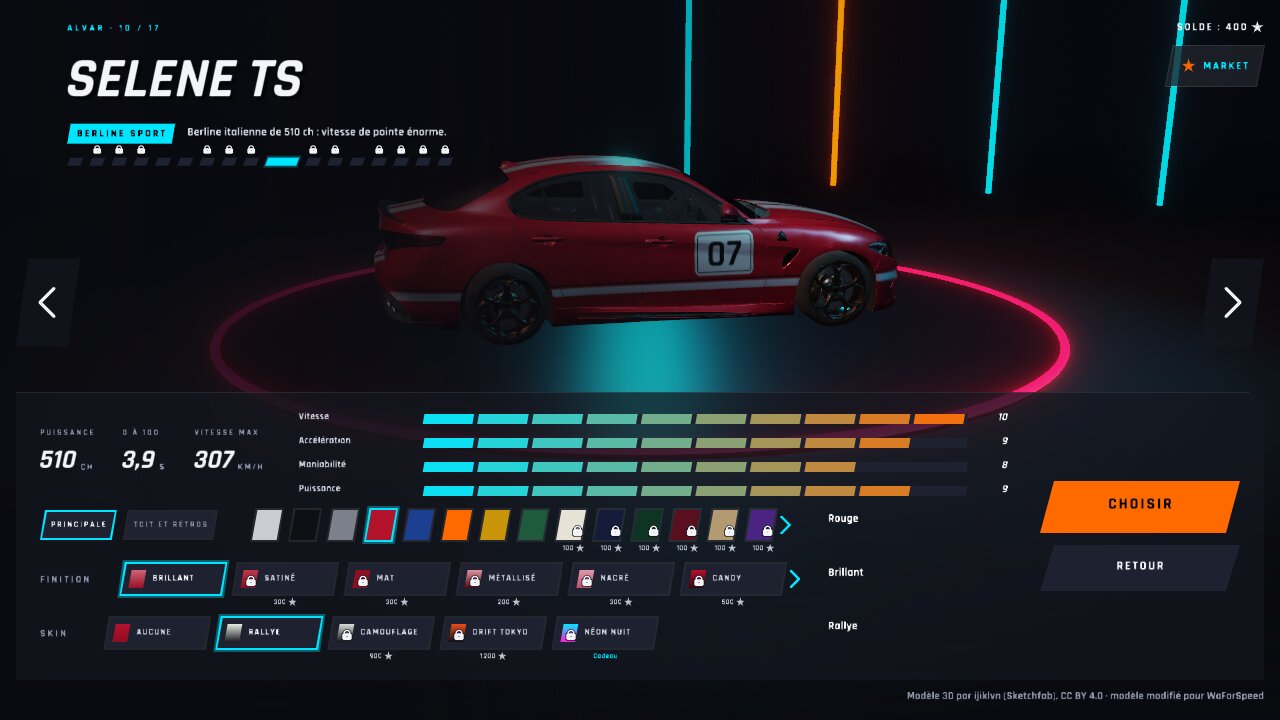 ALVAR · 10 / 17
SOLDE : 400 ★
SELENE TS
★ MARKET
BERLINE SPORT
Berline italienne de 510 ch : vitesse de pointe énorme.
07
PUISSANCE
510 CH
0 À 100
3,9 S
VITESSE MAX
307 KM/H
Vitesse 10
Accélération 9
Maniabilité 8
Puissance 9
PRINCIPALE
TOIT ET RÉTROS
100 ★ 100 ★ 100 ★ 100 ★ 100 ★ 100 ★
Rouge
CHOISIR
FINITION
BRILLANT
SATINÉ
MAT
MÉTALLISÉ
NACRÉ
CANDY
300 ★ 300 ★ 200 ★ 300 ★ 500 ★
Brillant
RETOUR
SKIN
AUCUNE
RALLYE
CAMOUFLAGE
DRIFT TOKYO
NÉON NUIT
900 ★ 1200 ★ Cadeau
Rallye
Modèle 3D par ijiklvn (Sketchfab), CC BY 4.0 · modèle modifié pour WaForSpeed